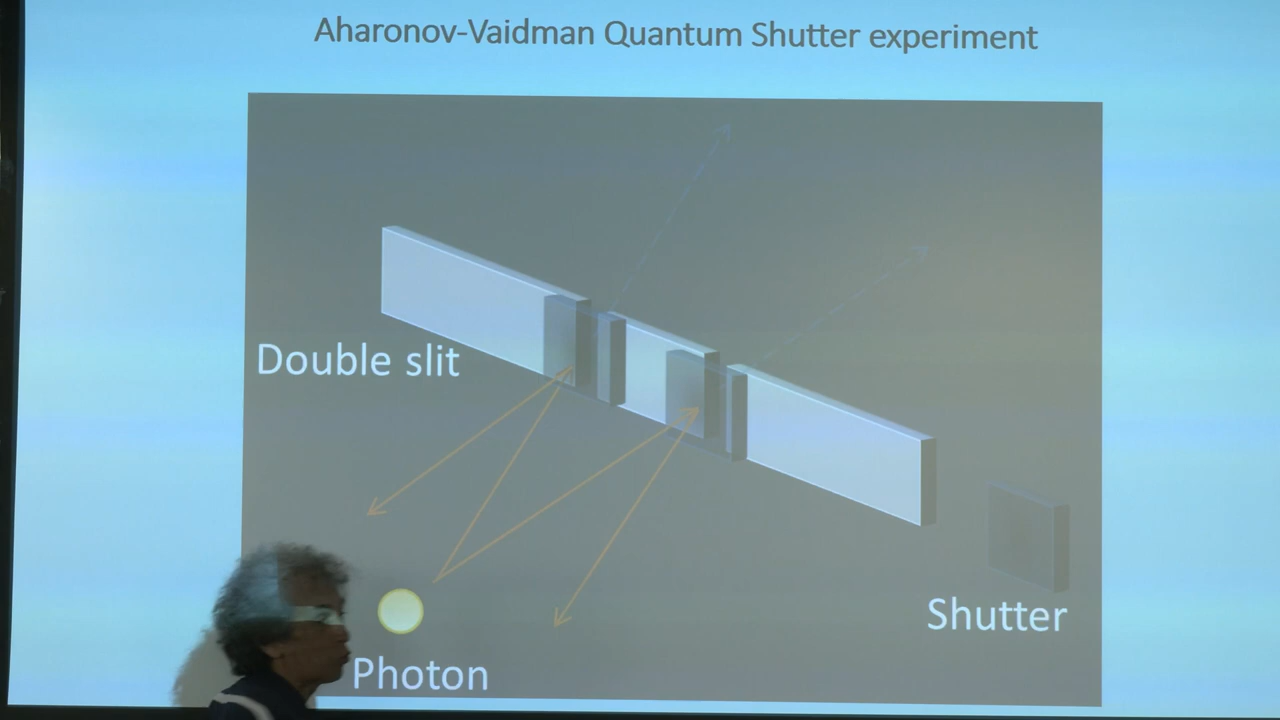 Aharonov-Vaidman Quantum Shutter experiment
Double slit
Shutter
Photon